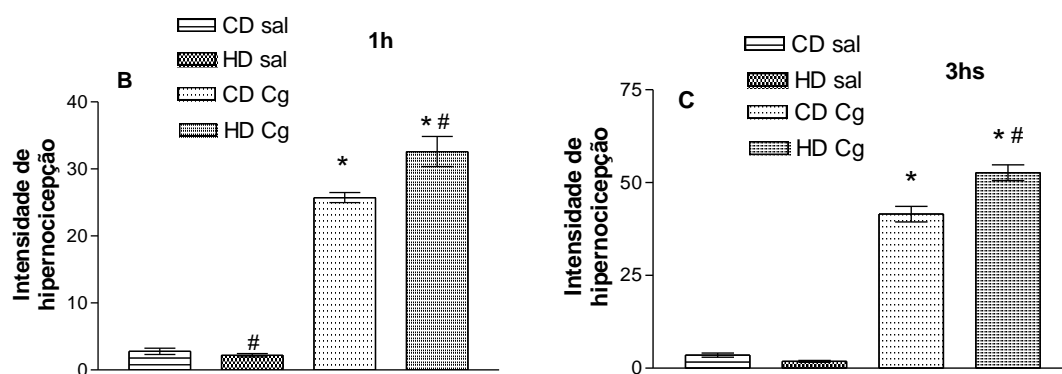 CD sal
HD sal
CD Cg
HD Cg
1h
B
Intensidade de
hipernocicepção
40
30
20
10
0
#
*
* #
CD sal
HD sal
CD Cg
HD Cg
3hs
C
Intensidade de
hipernocicepção
75
50
25
0
*
* #